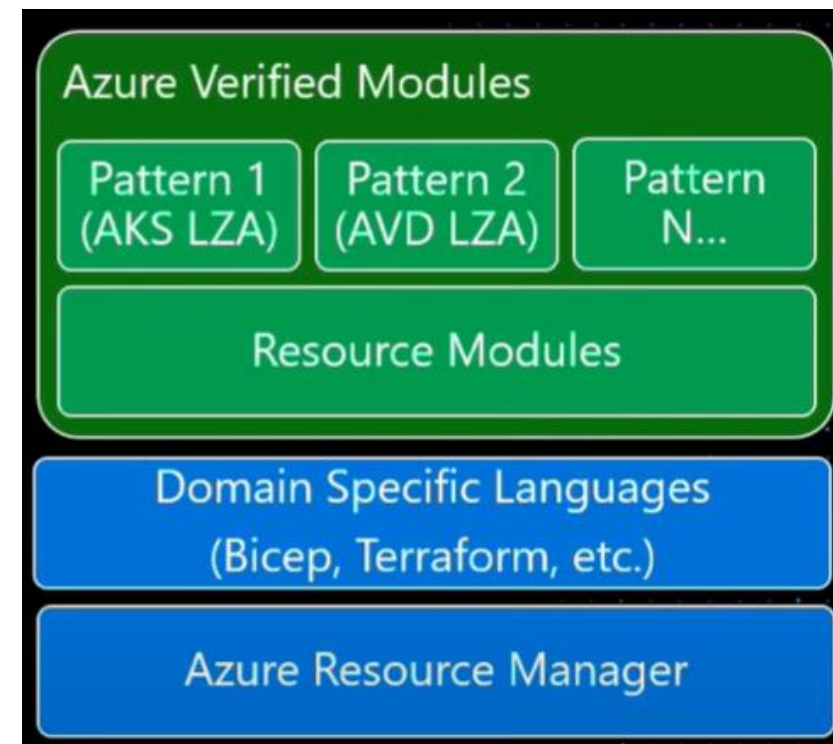 Azure Verified Modules
Pattern 1
(AKS LZA)
Pattern 2
(AVD LZA)
Pattern
N...
Resource Modules
Domain Specific Languages
(Bicep, Terraform, etc.)
Azure Resource Manager